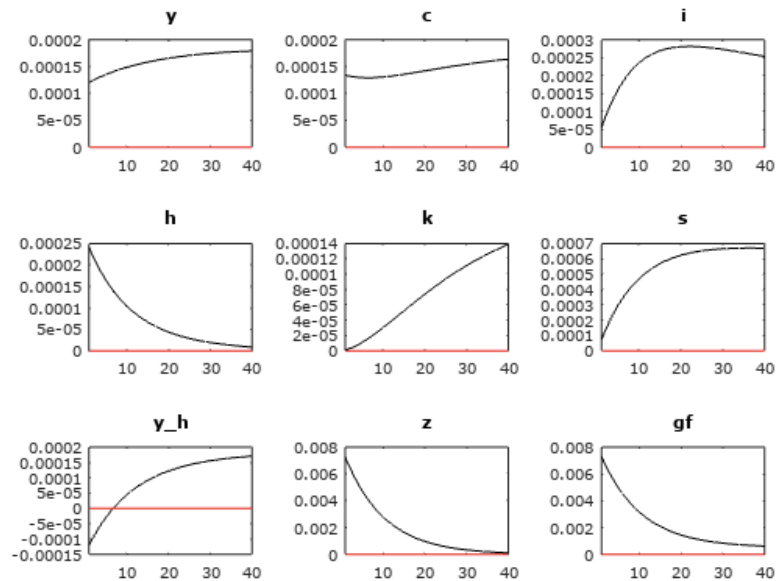 y
0.0002
0.00015
0.0001
5e-05
0
10 20 30 40
c
0.0002
0.00015
0.0001
5e-05
0
10 20 30 40
i
0.0003
0.00025
0.0002
0.00015
0.0001
5e-05
0
10 20 30 40
h
0.00025
0.0002
0.00015
0.0001
5e-05
0
10 20 30 40
k
0.00014
0.00012
0.0001
8e-05
6e-05
4e-05
2e-05
0
10 20 30 40
s
0.0007
0.0006
0.0005
0.0004
0.0003
0.0002
0.0001
0
10 20 30 40
y_h
0.0002
0.00015
0.0001
5e-05
0
-5e-05
-0.0001
-0.00015
10 20 30 40
z
0.008
0.006
0.004
0.002
0
10 20 30 40
gf
0.008
0.006
0.004
0.002
0
10 20 30 40